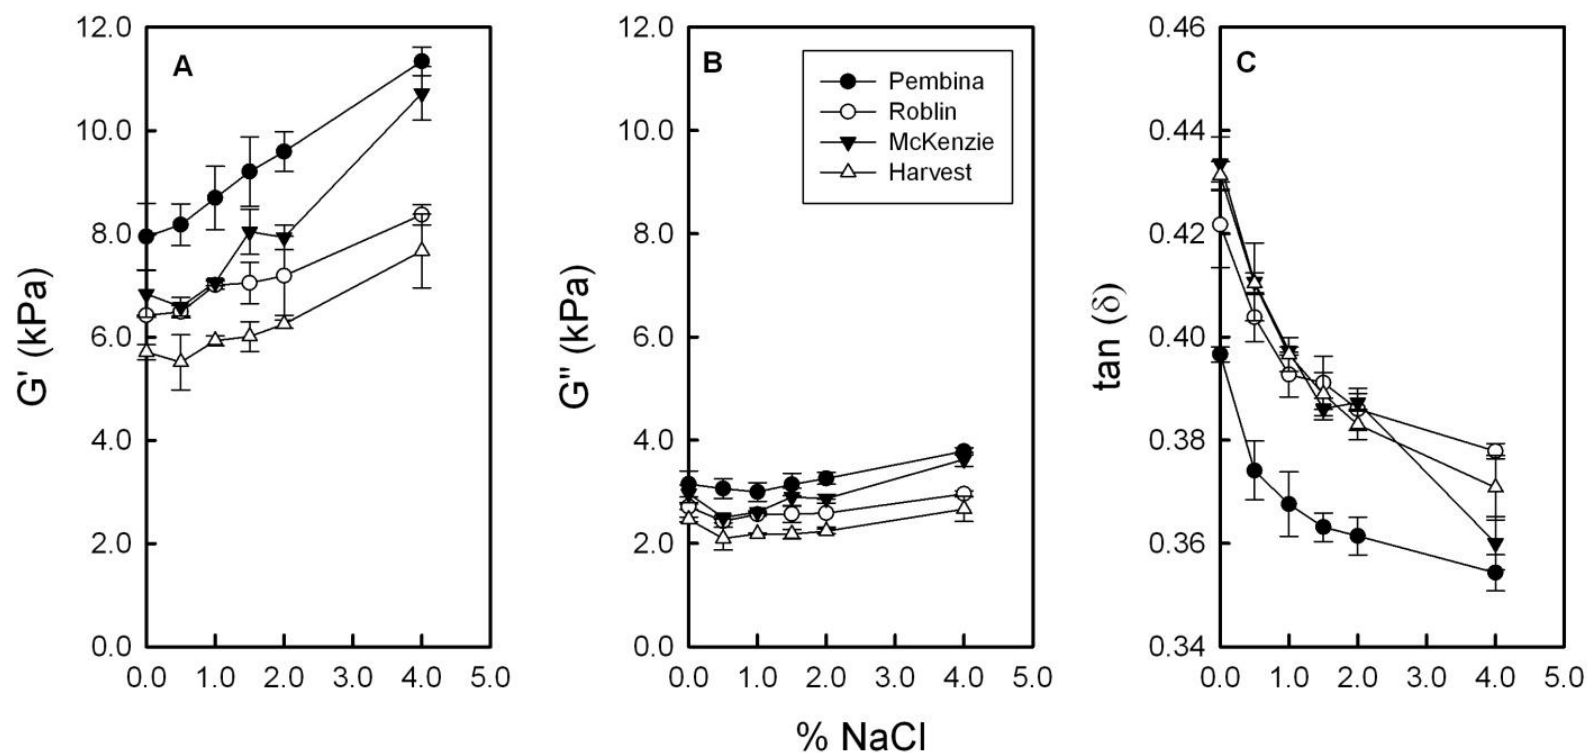 A
G' (kPa)
12.0
10.0
8.0
6.0
4.0
2.0
0.0
0.0 1.0 2.0 3.0 4.0 5.0
B
Pembina
Roblin
McKenzie
Harvest
G" (kPa)
12.0
10.0
8.0
6.0
4.0
2.0
0.0
0.0 1.0 2.0 3.0 4.0 5.0
% NaCl
C
tan (δ)
0.46
0.44
0.42
0.40
0.38
0.36
0.34
0.0 1.0 2.0 3.0 4.0 5.0